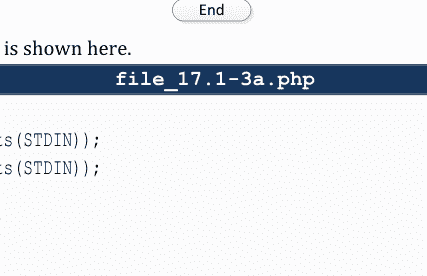 End
is shown here.
file_17.1-3a.php
ts(STDIN));
ts(STDIN));